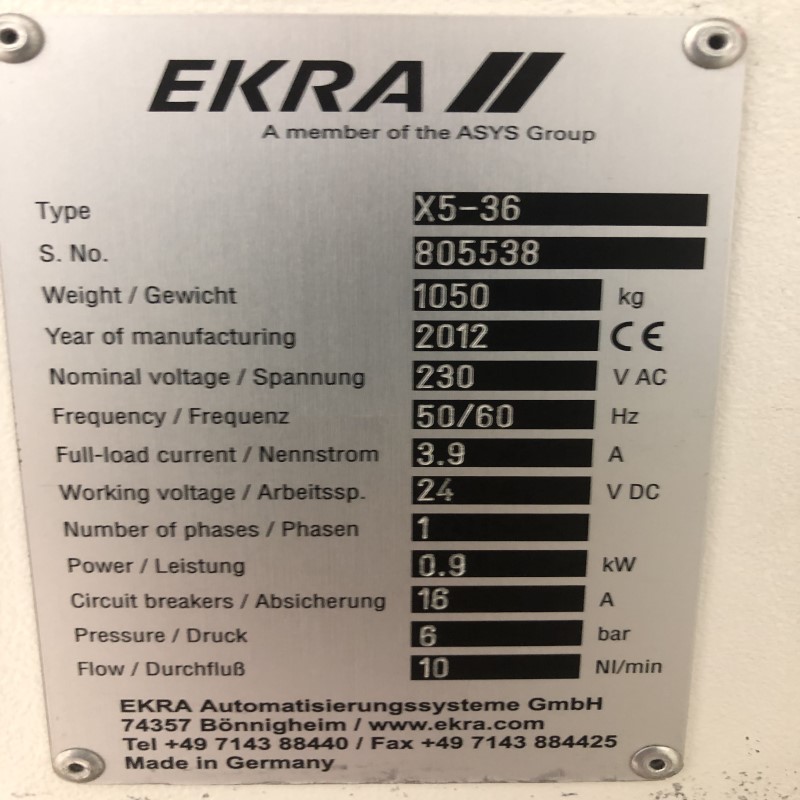 EKRA
A member of the ASYS Group
Type X5-36
S. No. 805538
Weight / Gewicht 1050 kg
Year of manufacturing 2012 CE
Nominal voltage / Spannung 230 V AC
Frequency / Frequenz 50/60 Hz
Full-load current / Nennstrom 3.9 A
Working voltage / Arbeitssp. 24 V DC
Number of phases / Phasen 1
Power / Leistung 0.9 kW
Circuit breakers / Absicherung 16 A
Pressure / Druck 6 bar
Flow / Durchfluß 10 Nl/min
EKRA Automatisierungssysteme GmbH
74357 Bönnigheim / www.ekra.com
Tel +49 7143 88440 / Fax +49 7143 884425
Made in Germany